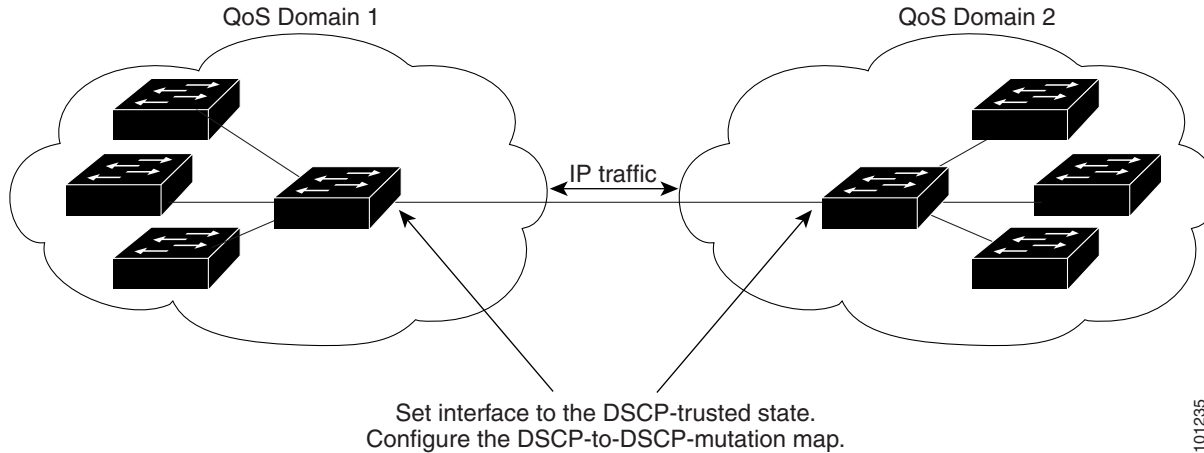 QoS Domain 1
QoS Domain 2
IP traffic
Set interface to the DSCP-trusted state.
Configure the DSCP-to-DSCP-mutation map.
101235